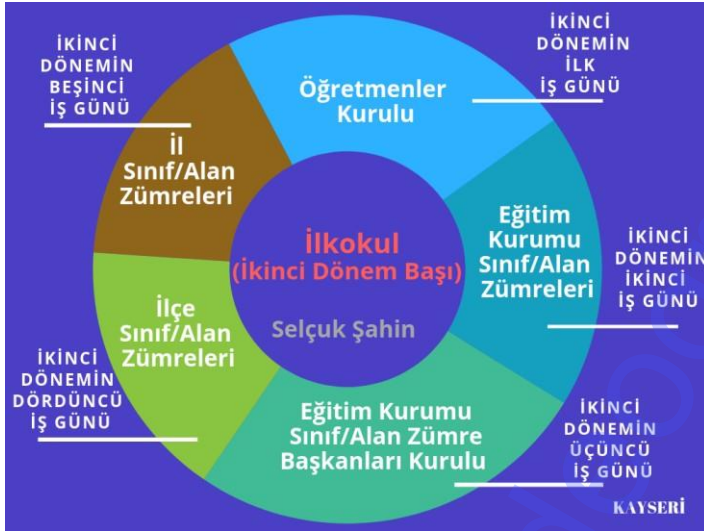 İKİNCİ
DÖNEMİN
BEŞİNCİ
İŞ GÜNÜ
Öğretmenler
Kurulu
İKİNCİ
DÖNEMİN
İLK
İŞ GÜNÜ
İl
Sınıf/Alan
Zümreleri
Eğitim
Kurumu
Sınıf/Alan
Zümreleri
İKİNCİ
DÖNEMİN
İKİNCİ
İŞ GÜNÜ
İlkokul
(İkinci Dönem Başı)
Selçuk Şahin
İlçe
Sınıf/Alan
Zümreleri
İKİNCİ
DÖNEMİN
DÖRDÜNCÜ
İŞ GÜNÜ
Eğitim Kurumu
Sınıf/Alan Zümre
Başkanları Kurulu
İKİNCİ
DÖNEMİN
ÜÇÜNCÜ
İŞ GÜNÜ
KAYSERİ